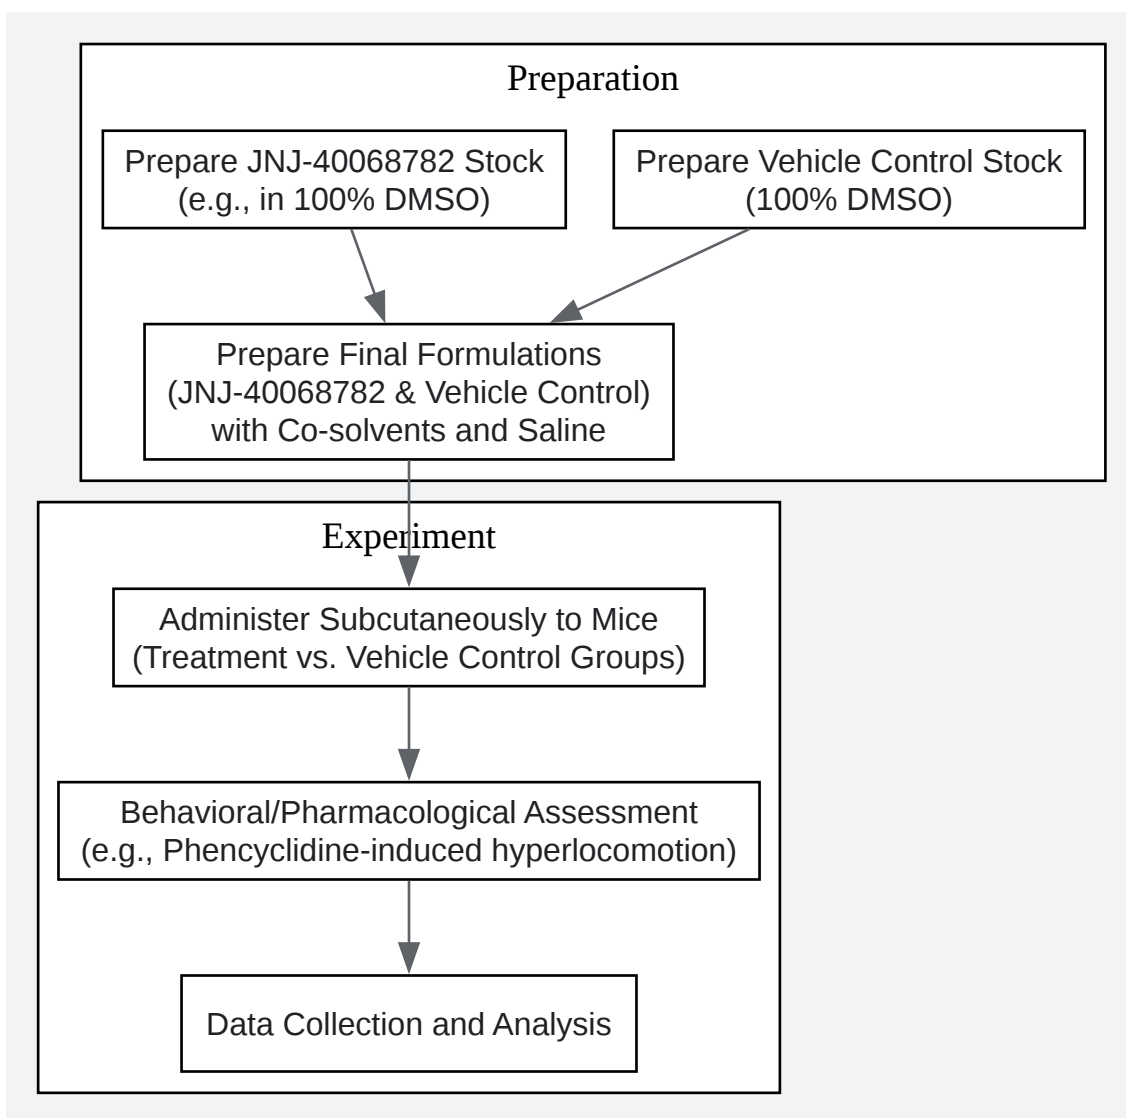 Preparation
Prepare JNJ-40068782 Stock
(e.g., in 100% DMSO)
Prepare Vehicle Control Stock
(100% DMSO)
Prepare Final Formulations
(JNJ-40068782 & Vehicle Control)
with Co-solvents and Saline
Experiment
Administer Subcutaneously to Mice
(Treatment vs. Vehicle Control Groups)
Behavioral/Pharmacological Assessment
(e.g., Phencyclidine-induced hyperlocomotion)
Data Collection and Analysis